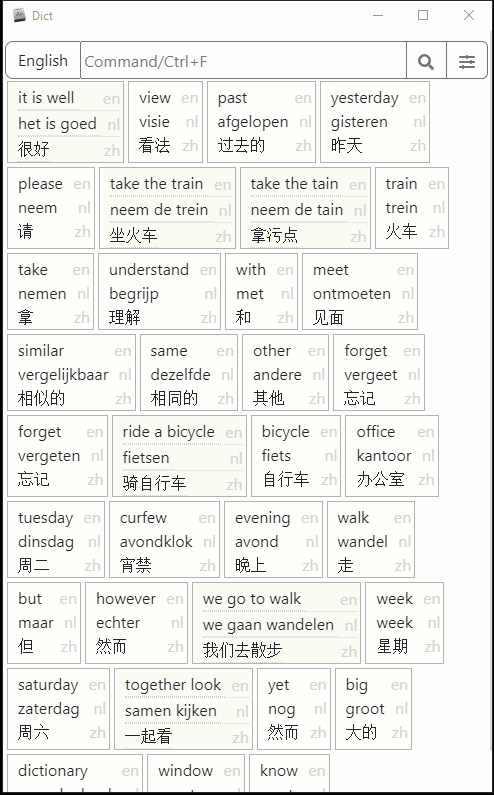 Dict
English Command/Ctrl+F
it is well en view en past en yesterday en
het is goed nl visie nl afgelopen nl gisteren nl
很好 zh 看法 zh 过去的 zh 昨天 zh
please en take the train en take the tain en train en
neem nl neem de trein nl neem de tain nl trein nl
请 zh 坐火车 zh 拿污点 zh 火车 zh
take en understand en with en meet en
nemen nl begrijp nl met nl ontmoeten nl
拿 zh 理解 zh 和 zh 见面 zh
similar en same en other en forget en
vergelijkbaar nl dezelfde nl andere nl vergeet nl
相似的 zh 相同的 zh 其他 zh 忘记 zh
forget en ride a bicycle en bicycle en office en
vergeten nl fietsen nl fiets nl kantoor nl
忘记 zh 骑自行车 zh 自行车 zh 办公室 zh
tuesday en curfew en evening en walk en
dinsdag nl avondklok nl avond nl wandel nl
周二 zh 宵禁 zh 晚上 zh 走 zh
but en however en we go to walk en week en
maar nl echter nl we gaan wandelen nl week nl
但 zh 然而 zh 我们去散步 zh 星期 zh
saturday en together look en yet en big en
zaterdag nl samen kijken nl nog nl groot nl
周六 zh 一起看 zh 然而 zh 大的 zh
dictionary en window en know en